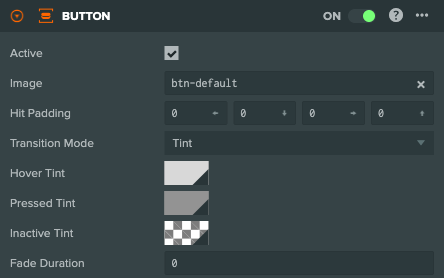 BUTTON ON ?
Active
Image btn-default
Hit Padding 0 0 0 0
Transition Mode Tint
Hover Tint
Pressed Tint
Inactive Tint
Fade Duration 0